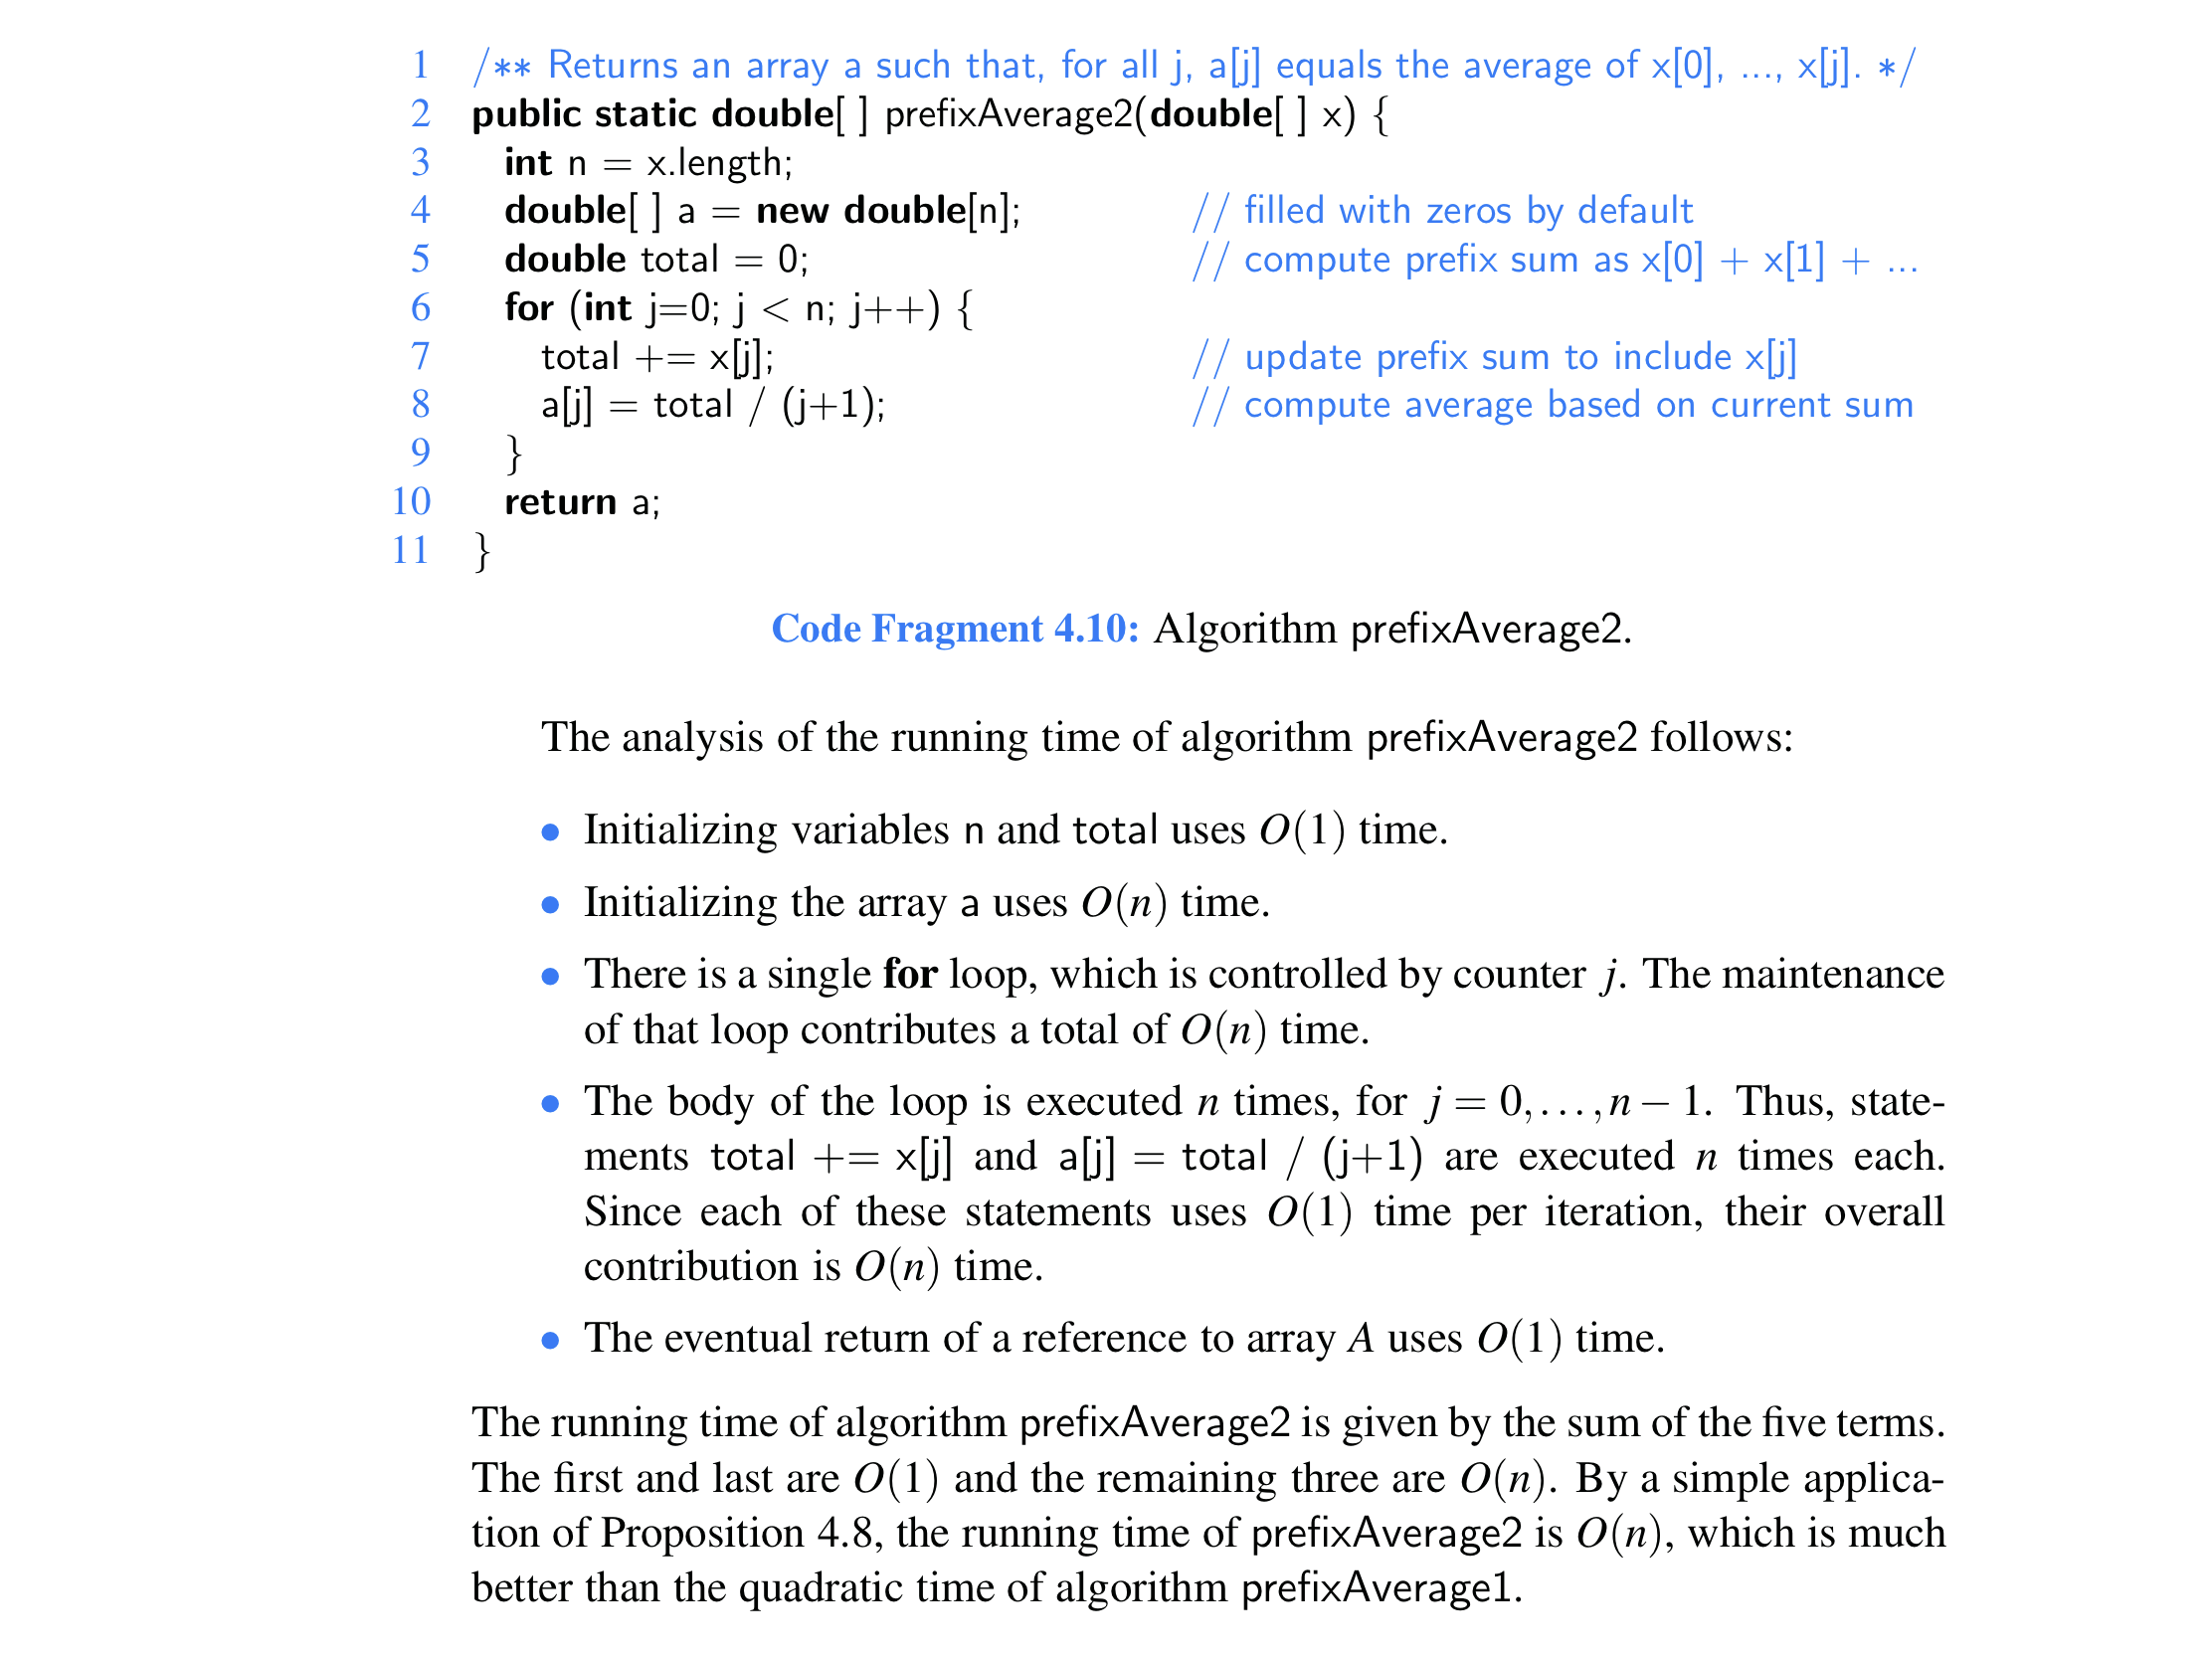 1 /** Returns an array a such that, for all j, a[j] equals the average of x[0], ..., x[j]. */
2 public static double[ ] prefixAverage2(double[ ] x) {
3 int n = x.length;
4 double[ ] a = new double[n]; // filled with zeros by default
5 double total = 0; // compute prefix sum as x[0] + x[1] + ...
6 for (int j=0; j < n; j++) {
7 total += x[j]; // update prefix sum to include x[j]
8 a[j] = total / (j+1); // compute average based on current sum
9 }
10 return a;
11 }
Code Fragment 4.10: Algorithm prefixAverage2.
The analysis of the running time of algorithm prefixAverage2 follows:
• Initializing variables n and total uses O(1) time.
• Initializing the array a uses O(n) time.
• There is a single for loop, which is controlled by counter j. The maintenance
of that loop contributes a total of O(n) time.
• The body of the loop is executed n times, for j = 0,...,n − 1. Thus, state-
ments total += x[j] and a[j] = total / (j+1) are executed n times each.
Since each of these statements uses O(1) time per iteration, their overall
contribution is O(n) time.
• The eventual return of a reference to array A uses O(1) time.
The running time of algorithm prefixAverage2 is given by the sum of the five terms.
The first and last are O(1) and the remaining three are O(n). By a simple applica-
tion of Proposition 4.8, the running time of prefixAverage2 is O(n), which is much
better than the quadratic time of algorithm prefixAverage1.